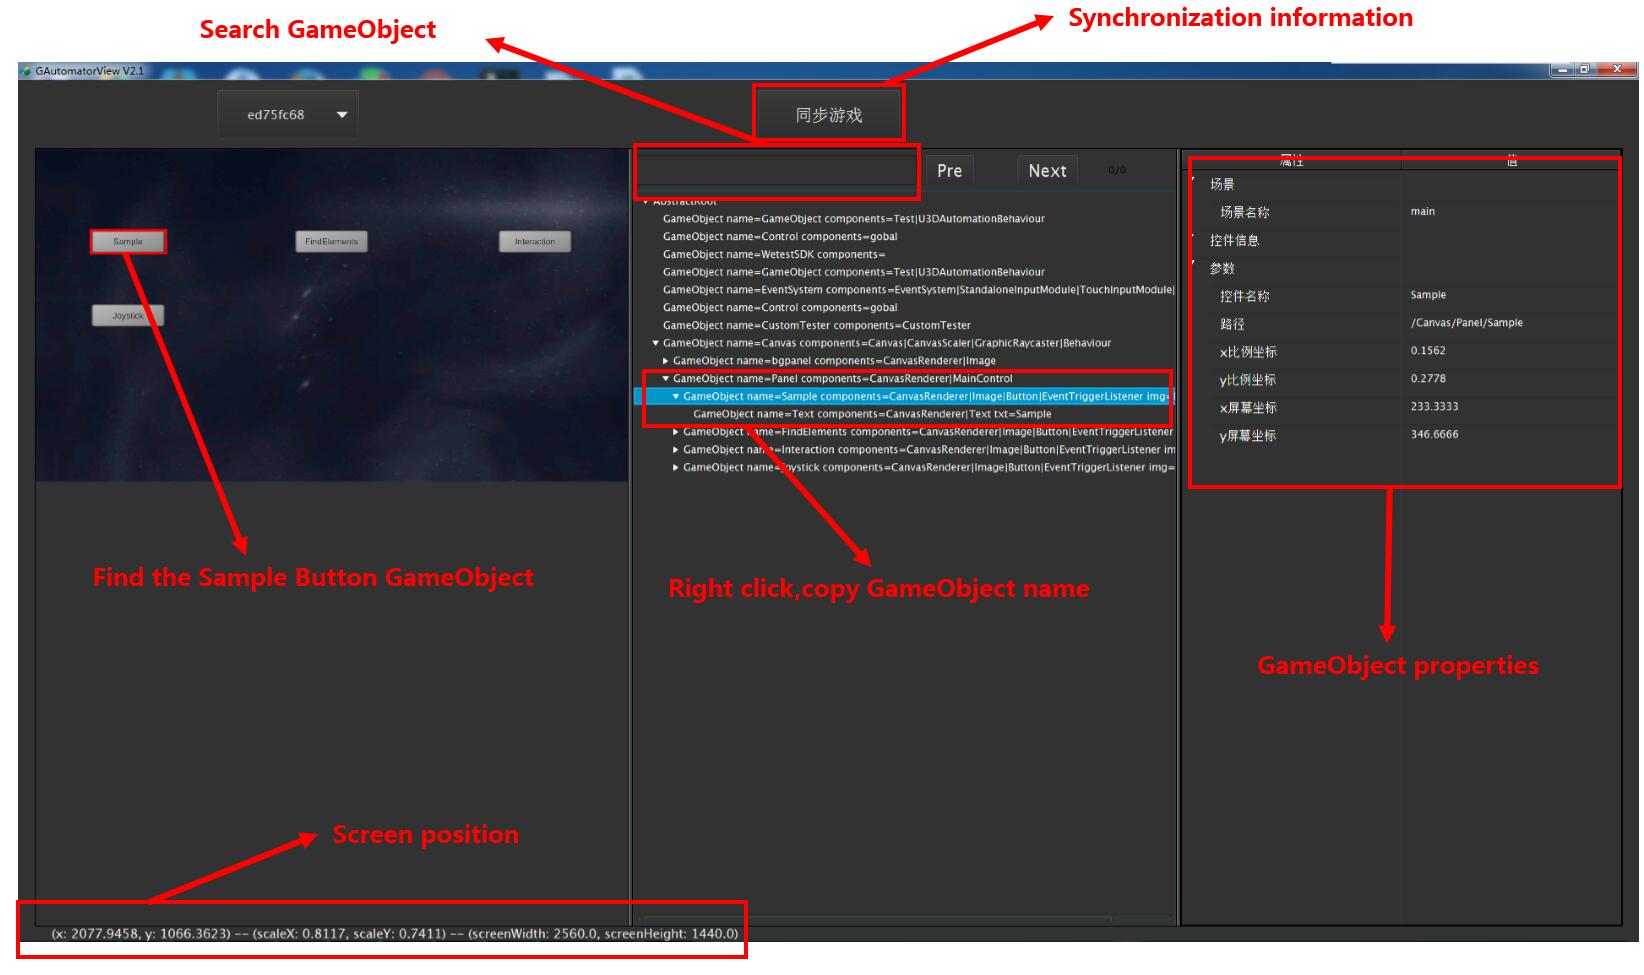 Search GameObject
Synchronization information
GAutomatorView V2.1
ed75fc68
同步游戏
Pre
Next
0/0
属性
值
Sample
FindElements
Interaction
Joystick
AbstractRoot
GameObject name=GameObject components=Test|U3DAutomationBehaviour
GameObject name=Control components=gobal
GameObject name=WetestSDK components=
GameObject name=GameObject components=Test|U3DAutomationBehaviour
GameObject name=EventSystem components=EventSystem|StandaloneInputModule|TouchInputModule|
GameObject name=Control components=gobal
GameObject name=CustomTester components=CustomTester
GameObject name=Canvas components=Canvas|CanvasScaler|GraphicRaycaster|Behaviour
GameObject name=bgpanel components=CanvasRenderer|Image
GameObject name=Panel components=CanvasRenderer|MainControl
GameObject name=Sample components=CanvasRenderer|Image|Button|EventTriggerListener img=
GameObject name=Text components=CanvasRenderer|Text txt=Sample
GameObject name=FindElements components=CanvasRenderer|Image|Button|EventTriggerListener
GameObject name=Interaction components=CanvasRenderer|Image|Button|EventTriggerListener im
GameObject name=Joystick components=CanvasRenderer|Image|Button|EventTriggerListener img=
场景
场景名称 main
控件信息
参数
控件名称 Sample
路径 /Canvas/Panel/Sample
x比例坐标 0.1562
y比例坐标 0.2778
x屏幕坐标 233.3333
y屏幕坐标 346.6666
Find the Sample Button GameObject
Right click,copy GameObject name
GameObject properties
Screen position
(x: 2077.9458, y: 1066.3623) -- (scaleX: 0.8117, scaleY: 0.7411) -- (screenWidth: 2560.0, screenHeight: 1440.0)